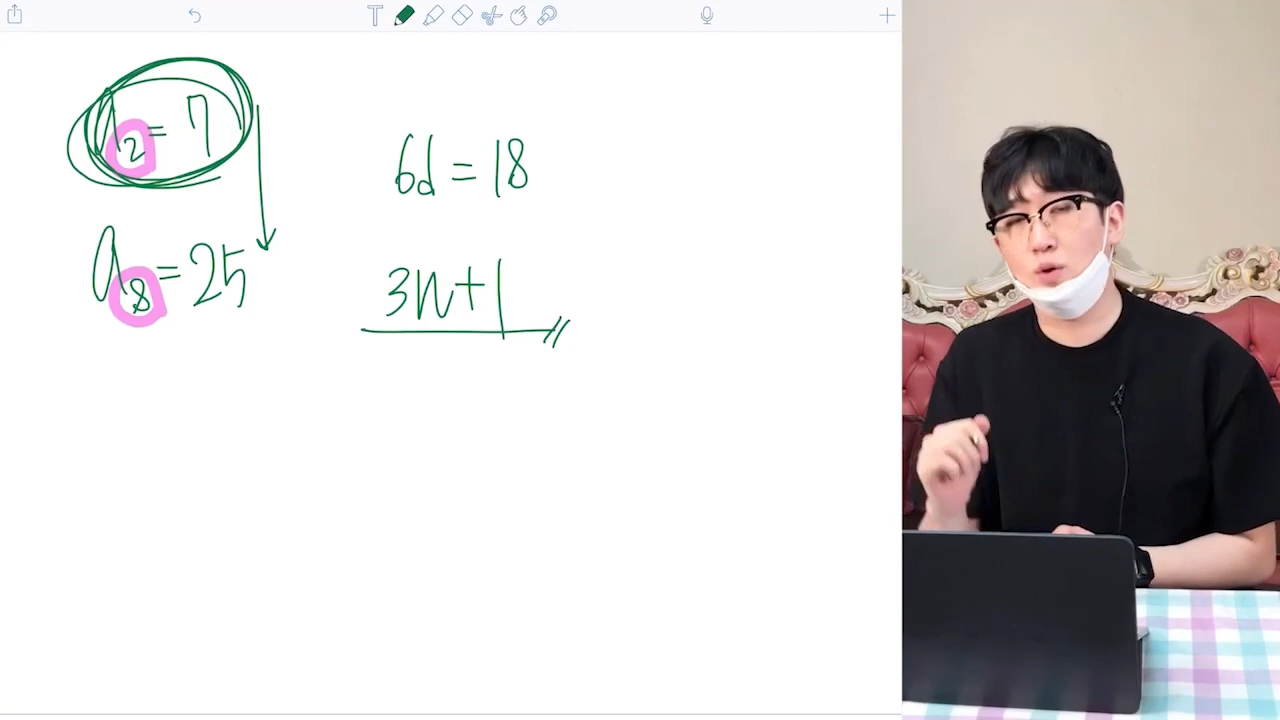 a₂ = 7
6d = 18
a₈ = 25
3n+1